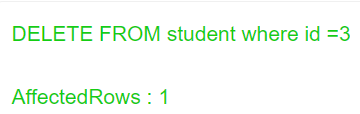 DELETE FROM student where id =3
AffectedRows : 1